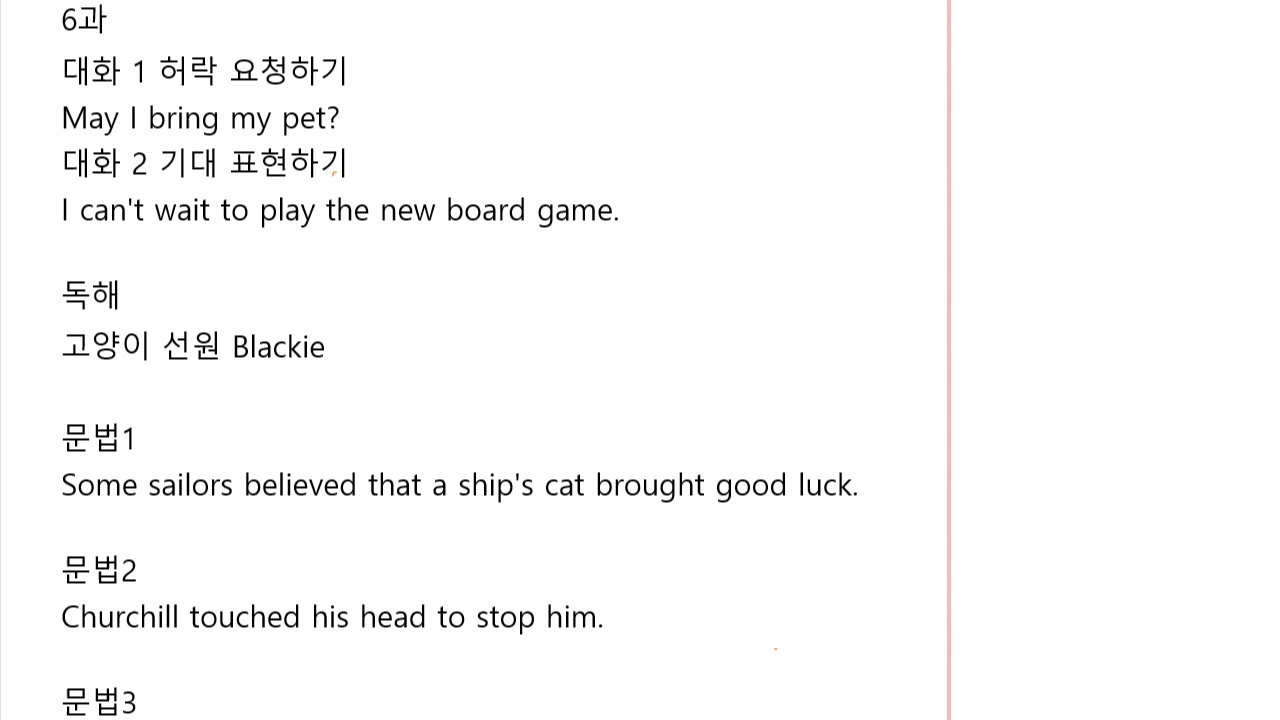 6과
대화 1 허락 요청하기
May I bring my pet?
대화 2 기대 표현하기
I can't wait to play the new board game.
독해
고양이 선원 Blackie
문법1
Some sailors believed that a ship's cat brought good luck.
문법2
Churchill touched his head to stop him.
문법3